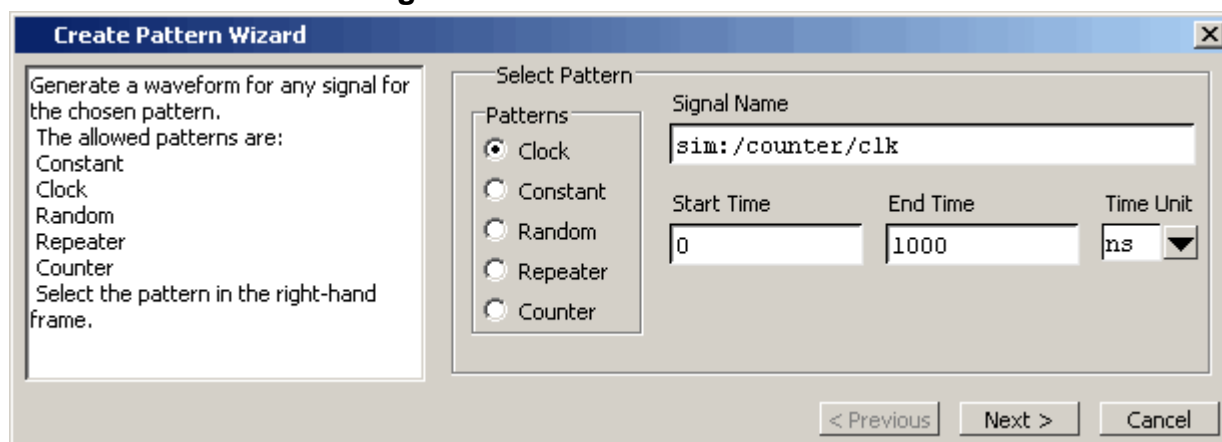 Create Pattern Wizard
Generate a waveform for any signal for
the chosen pattern.
The allowed patterns are:
Constant
Clock
Random
Repeater
Counter
Select the pattern in the right-hand
frame.
Select Pattern
Patterns
Clock
Constant
Random
Repeater
Counter
Signal Name
sim:/counter/clk
Start Time
End Time
Time Unit
0
1000
ns
< Previous
Next >
Cancel